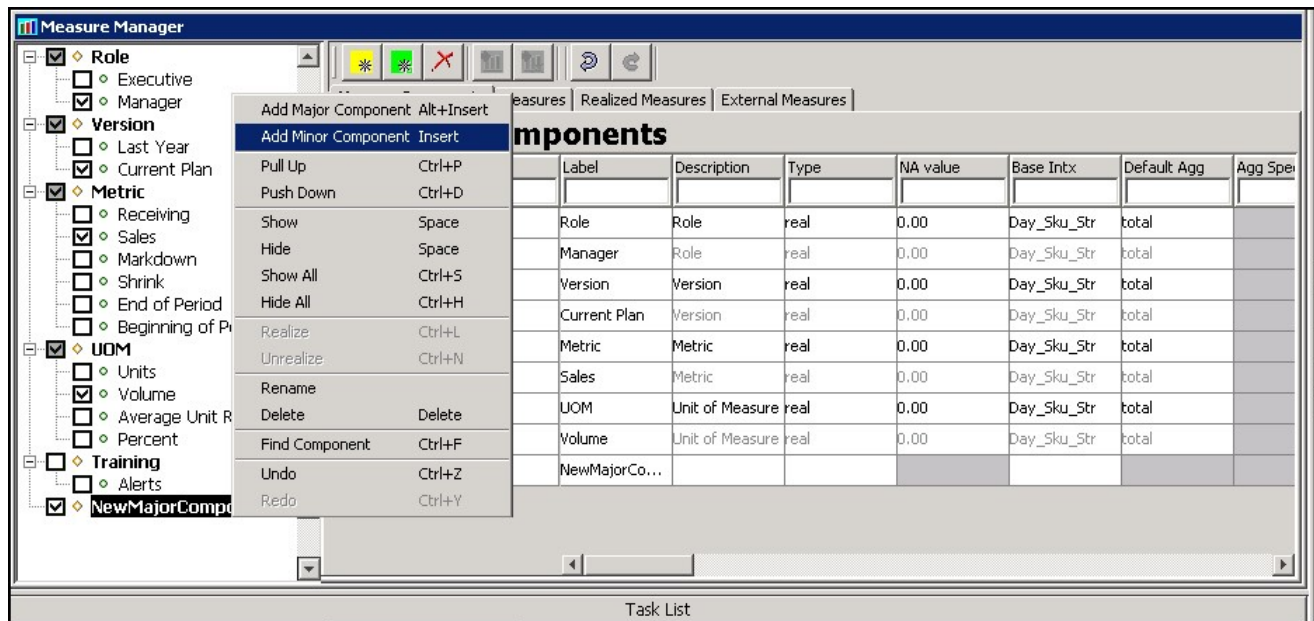 Measure Manager
Role
Executive
Manager
Version
Last Year
Current Plan
Metric
Receiving
Sales
Markdown
Shrink
End of Period
Beginning of
UOM
Units
Volume
Average Unit
Percent
Training
Alerts
NewMajorCompo
Add Major Component Alt+Insert
Add Minor Component Insert
Pull Up Ctrl+P
Push Down Ctrl+D
Show Space
Hide Space
Show All Ctrl+S
Hide All Ctrl+H
Realize Ctrl+L
Unrealize Ctrl+N
Rename
Delete Delete
Find Component Ctrl+F
Undo Ctrl+Z
Redo Ctrl+Y
easures Realized Measures External Measures
mponents
Label Description Type NA value Base Intx Default Agg Agg Spe
Role Role real 0.00 Day_Sku_Str total
Manager Role real 0.00 Day_Sku_Str total
Version Version real 0.00 Day_Sku_Str total
Current Plan Version real 0.00 Day_Sku_Str total
Metric Metric real 0.00 Day_Sku_Str total
Sales Metric real 0.00 Day_Sku_Str total
UOM Unit of Measure real 0.00 Day_Sku_Str total
Volume Unit of Measure real 0.00 Day_Sku_Str total
NewMajorCo...
Task List